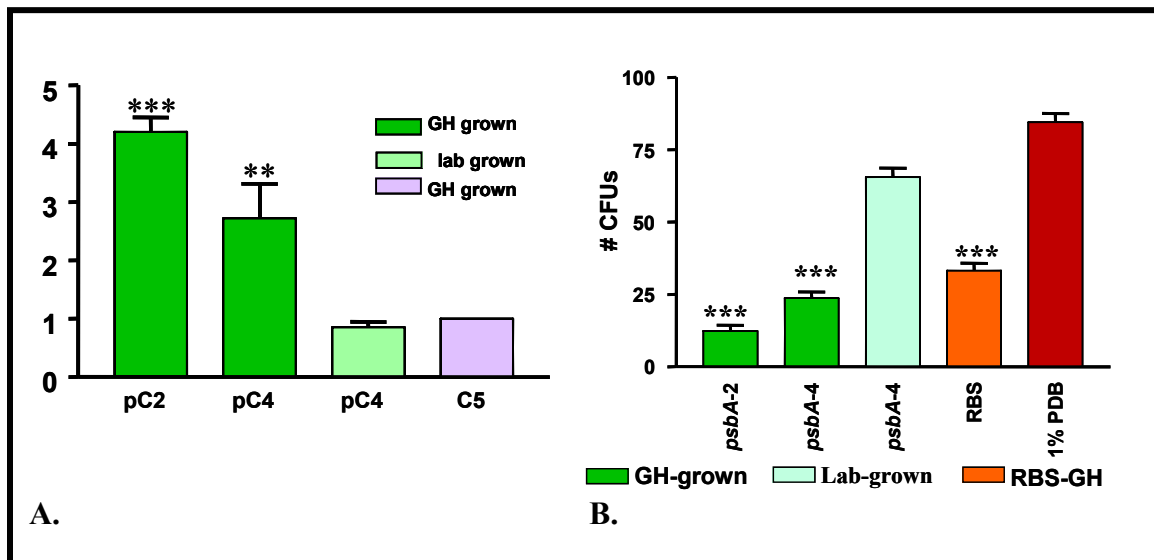 5
4
3
2
1
0
***
**
GH grown
lab grown
GH grown
pC2
pC4
pC4
C5
A.
# CFUs
100
75
50
25
0
***
***
***
psbA-2
psbA-4
psbA-4
RBS
1% PDB
GH-grown
Lab-grown
RBS-GH
B.